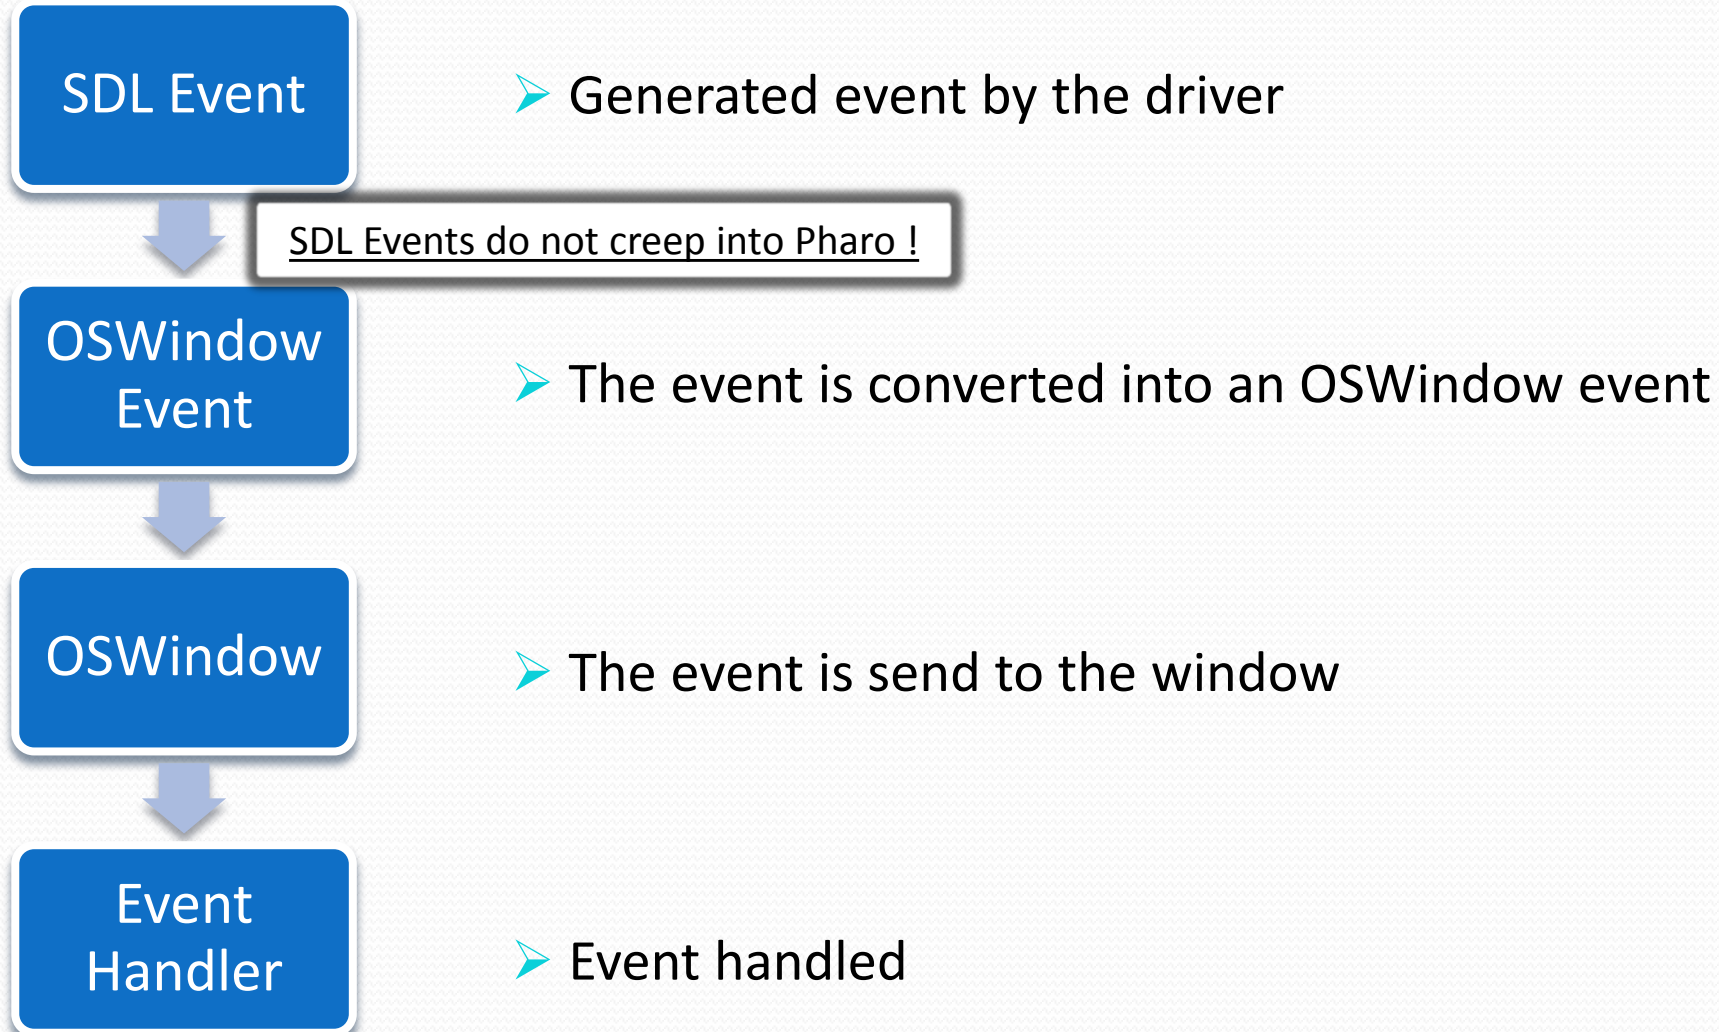 SDL Event
Generated event by the driver
SDL Events do not creep into Pharo !
OSWindow
Event
The event is converted into an OSWindow event
OSWindow
The event is send to the window
Event
Handler
Event handled